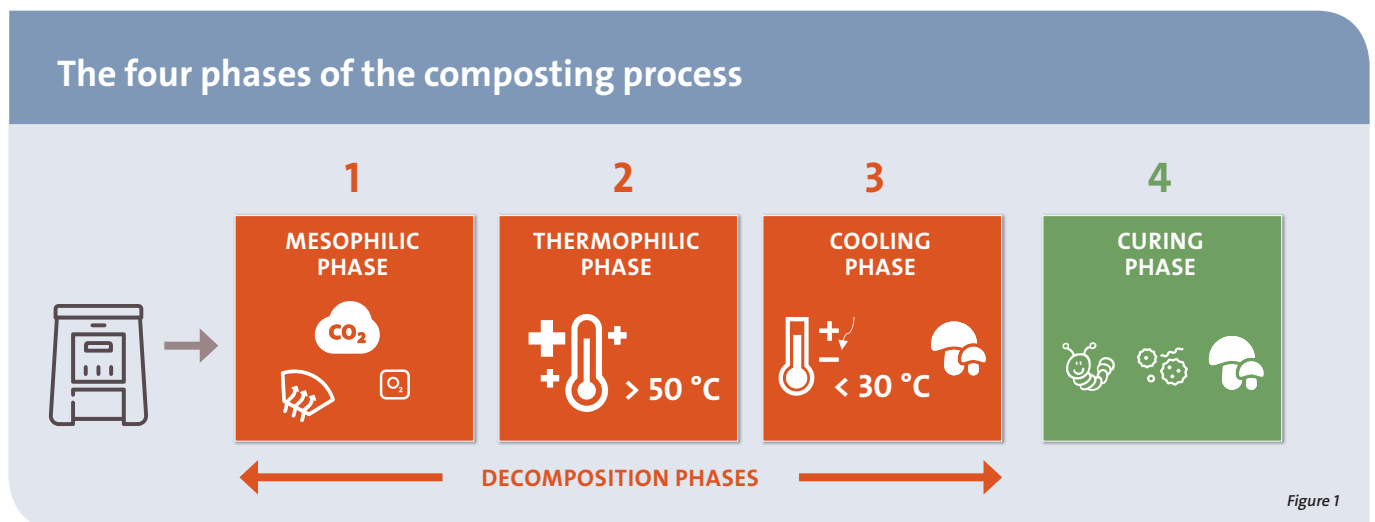 The four phases of the composting process
1
2
3
4
MESOPHILIC
PHASE
CO₂
O₂
THERMOPHILIC
PHASE
> 50 °C
COOLING
PHASE
< 30 °C
CURING
PHASE
DECOMPOSITION PHASES
Figure 1